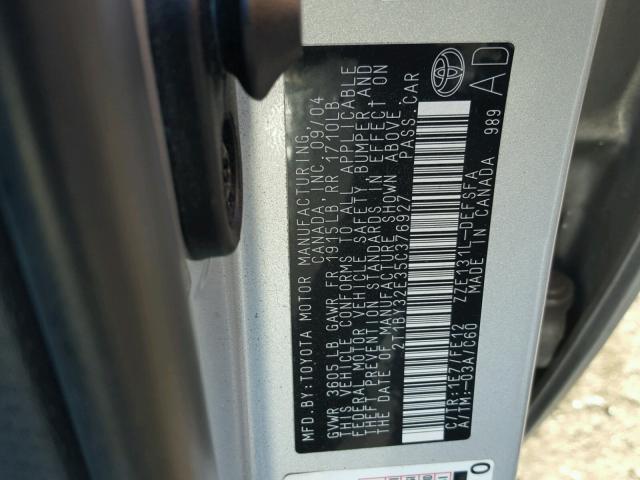 MFD.BY:TOYOTA MOTOR MANUFACTURING
CANADA, INC. 09/04
GVWR 3605LB GAWR FR 1915LB RR 1710LB
THIS VEHICLE CONFORMS TO ALL APPLICABLE
FEDERAL MOTOR VEHICLE SAFETY, BUMPER,AND
THEFT PREVENTION STANDARDS IN EFFECT ON
THE DATE OF MANUFACTURE SHOWN ABOVE.
2T1BY32E35C376927 PASS.CAR
C/TR:1E7/FE12 ZZE131L-DEFSFA
A/TM:-03A/C60 MADE IN CANADA 989
AD